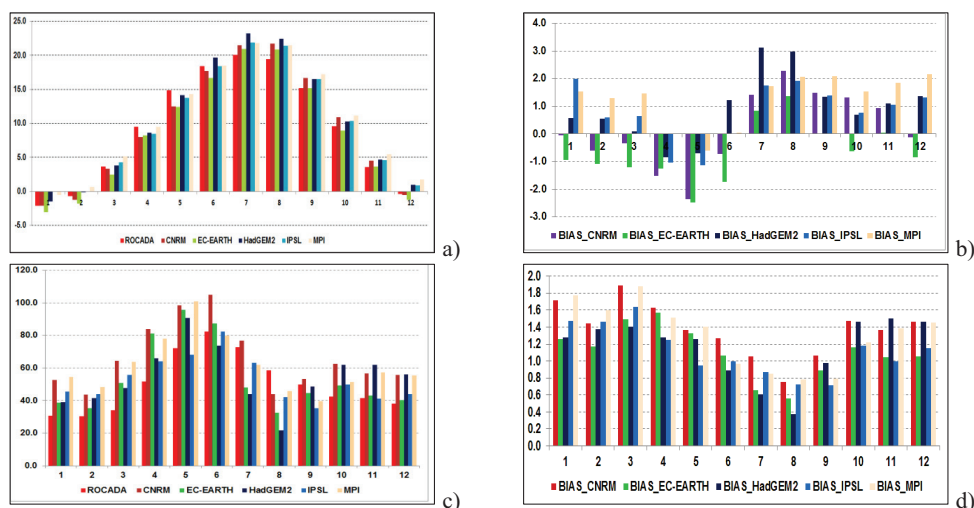 25.0
20.0
15.0
10.0
5.0
0.0
-5.0
1 2 3 4 5 6 7 8 9 10 11 12
ROCADA CNRM EC-EARTH HadGEM2 IPSL MPI
a)
4.0
3.0
2.0
1.0
0.0
-1.0
-2.0
-3.0
1 2 3 4 5 6 7 8 9 10 11 12
BIAS_CNRM BIAS_EC-EARTH BIAS_HadGEM2 BIAS_IPSL BIAS_MPI
b)
120.0
100.0
80.0
60.0
40.0
20.0
0.0
1 2 3 4 5 6 7 8 9 10 11 12
ROCADA CNRM EC-EARTH HadGEM2 IPSL MPI
c)
2.0
1.8
1.6
1.4
1.2
1.0
0.8
0.6
0.4
0.2
0.0
1 2 3 4 5 6 7 8 9 10 11 12
BIAS_CNRM BIAS_EC-EARTH BIAS_HadGEM2 BIAS_IPSL BIAS_MPI
d)